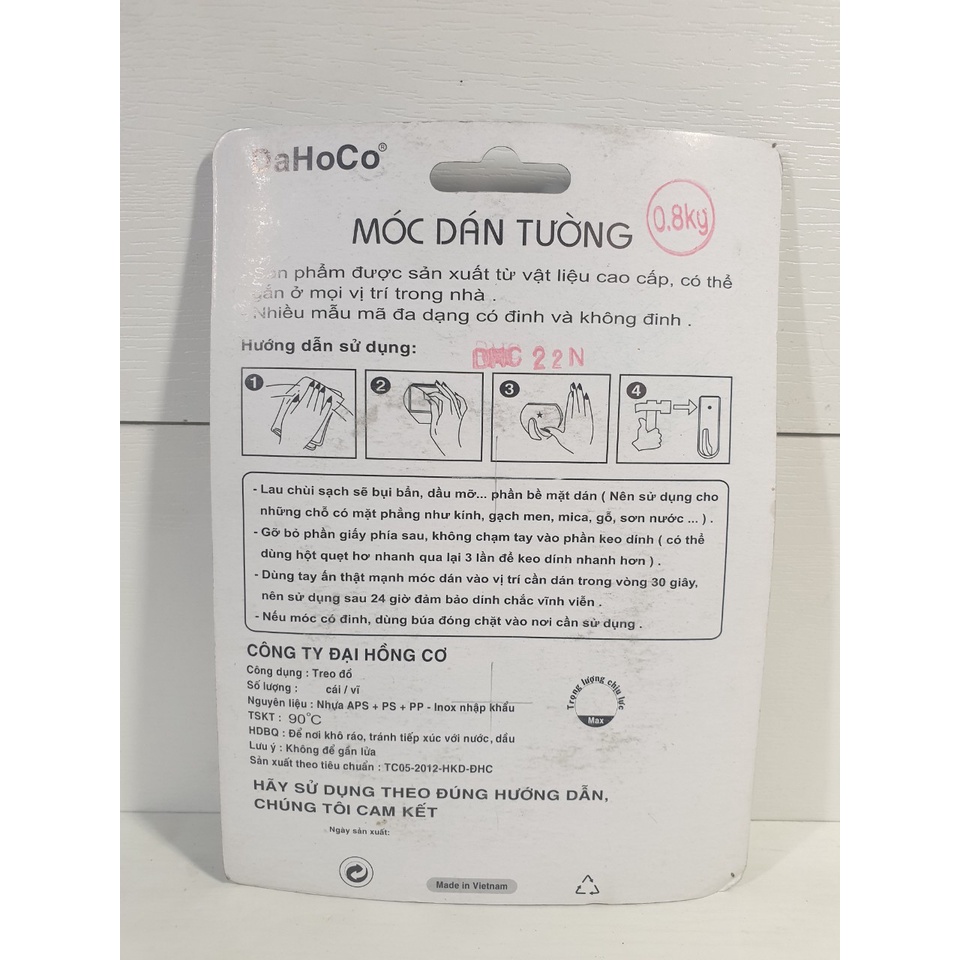 DaHoCo®
MÓC DÁN TƯỜNG
0.8kg
Sản phẩm được sản xuất từ vật liệu cao cấp, có thể
gắn ở mọi vị trí trong nhà .
Nhiều mẫu mã đa dạng có đinh và không đinh .
Hướng dẫn sử dụng:
ĐHC 22N
1
2
3
4
- Lau chùi sạch sẽ bụi bẩn, dầu mỡ... phần bề mặt dán ( Nên sử dụng cho
những chỗ có mặt phẳng như kính, gạch men, mica, gỗ, sơn nước ... ) .
- Gỡ bỏ phần giấy phía sau, không chạm tay vào phần keo dính ( có thể
dùng hột quẹt hơ nhanh qua lại 3 lần để keo dính nhanh hơn ) .
- Dùng tay ấn thật mạnh móc dán vào vị trí cần dán trong vòng 30 giây,
nên sử dụng sau 24 giờ đảm bảo dính chắc vĩnh viễn .
- Nếu móc có đinh, dùng búa đóng chặt vào nơi cần sử dụng .
CÔNG TY ĐẠI HỒNG CƠ
Công dụng : Treo đồ
Số lượng : cái / vĩ
Nguyên liệu : Nhựa APS + PS + PP - Inox nhập khẩu
TSKT : 90°C
HDBQ : Để nơi khô ráo, tránh tiếp xúc với nước, dầu
Lưu ý : Không để gần lửa
Sản xuất theo tiêu chuẩn : TC05-2012-HKD-ĐHC
Trọng lượng chịu lực
Max
HÃY SỬ DỤNG THEO ĐÚNG HƯỚNG DẪN,
CHÚNG TÔI CAM KẾT
Ngày sản xuất:
Made in Vietnam